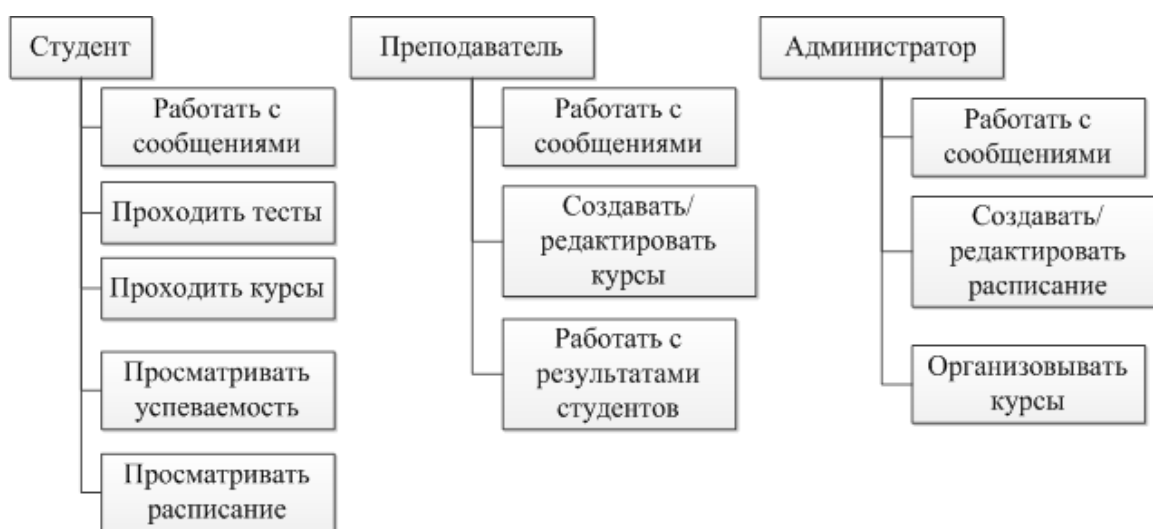 Студент
Работать с
сообщениями
Проходить тесты
Проходить курсы
Просматривать
успеваемость
Просматривать
расписание
Преподаватель
Работать с
сообщениями
Создавать/
редактировать
курсы
Работать с
результатами
студентов
Администратор
Работать с
сообщениями
Создавать/
редактировать
расписание
Организовывать
курсы